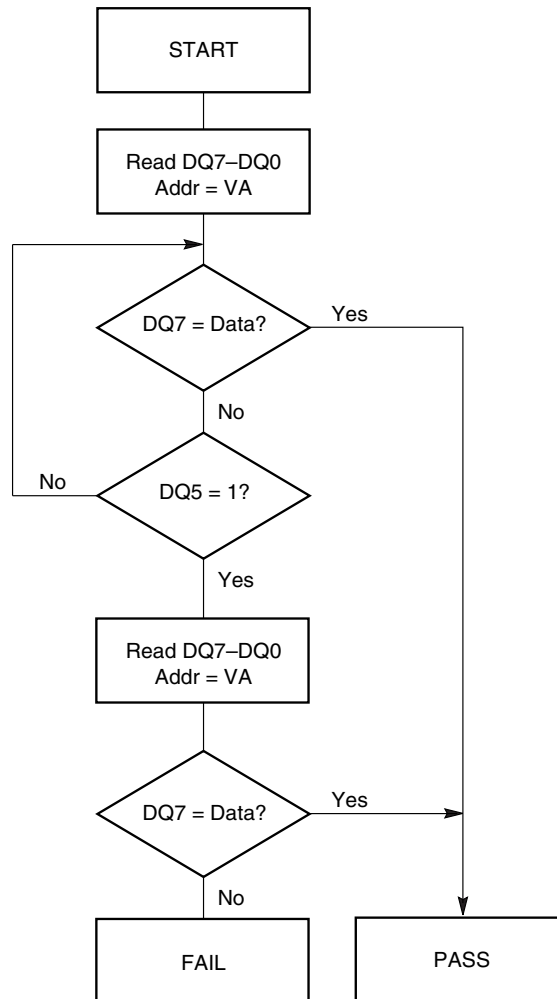 START
Read DQ7–DQ0
Addr = VA
DQ7 = Data?
Yes
No
No
DQ5 = 1?
Yes
Read DQ7–DQ0
Addr = VA
DQ7 = Data?
Yes
No
FAIL
PASS